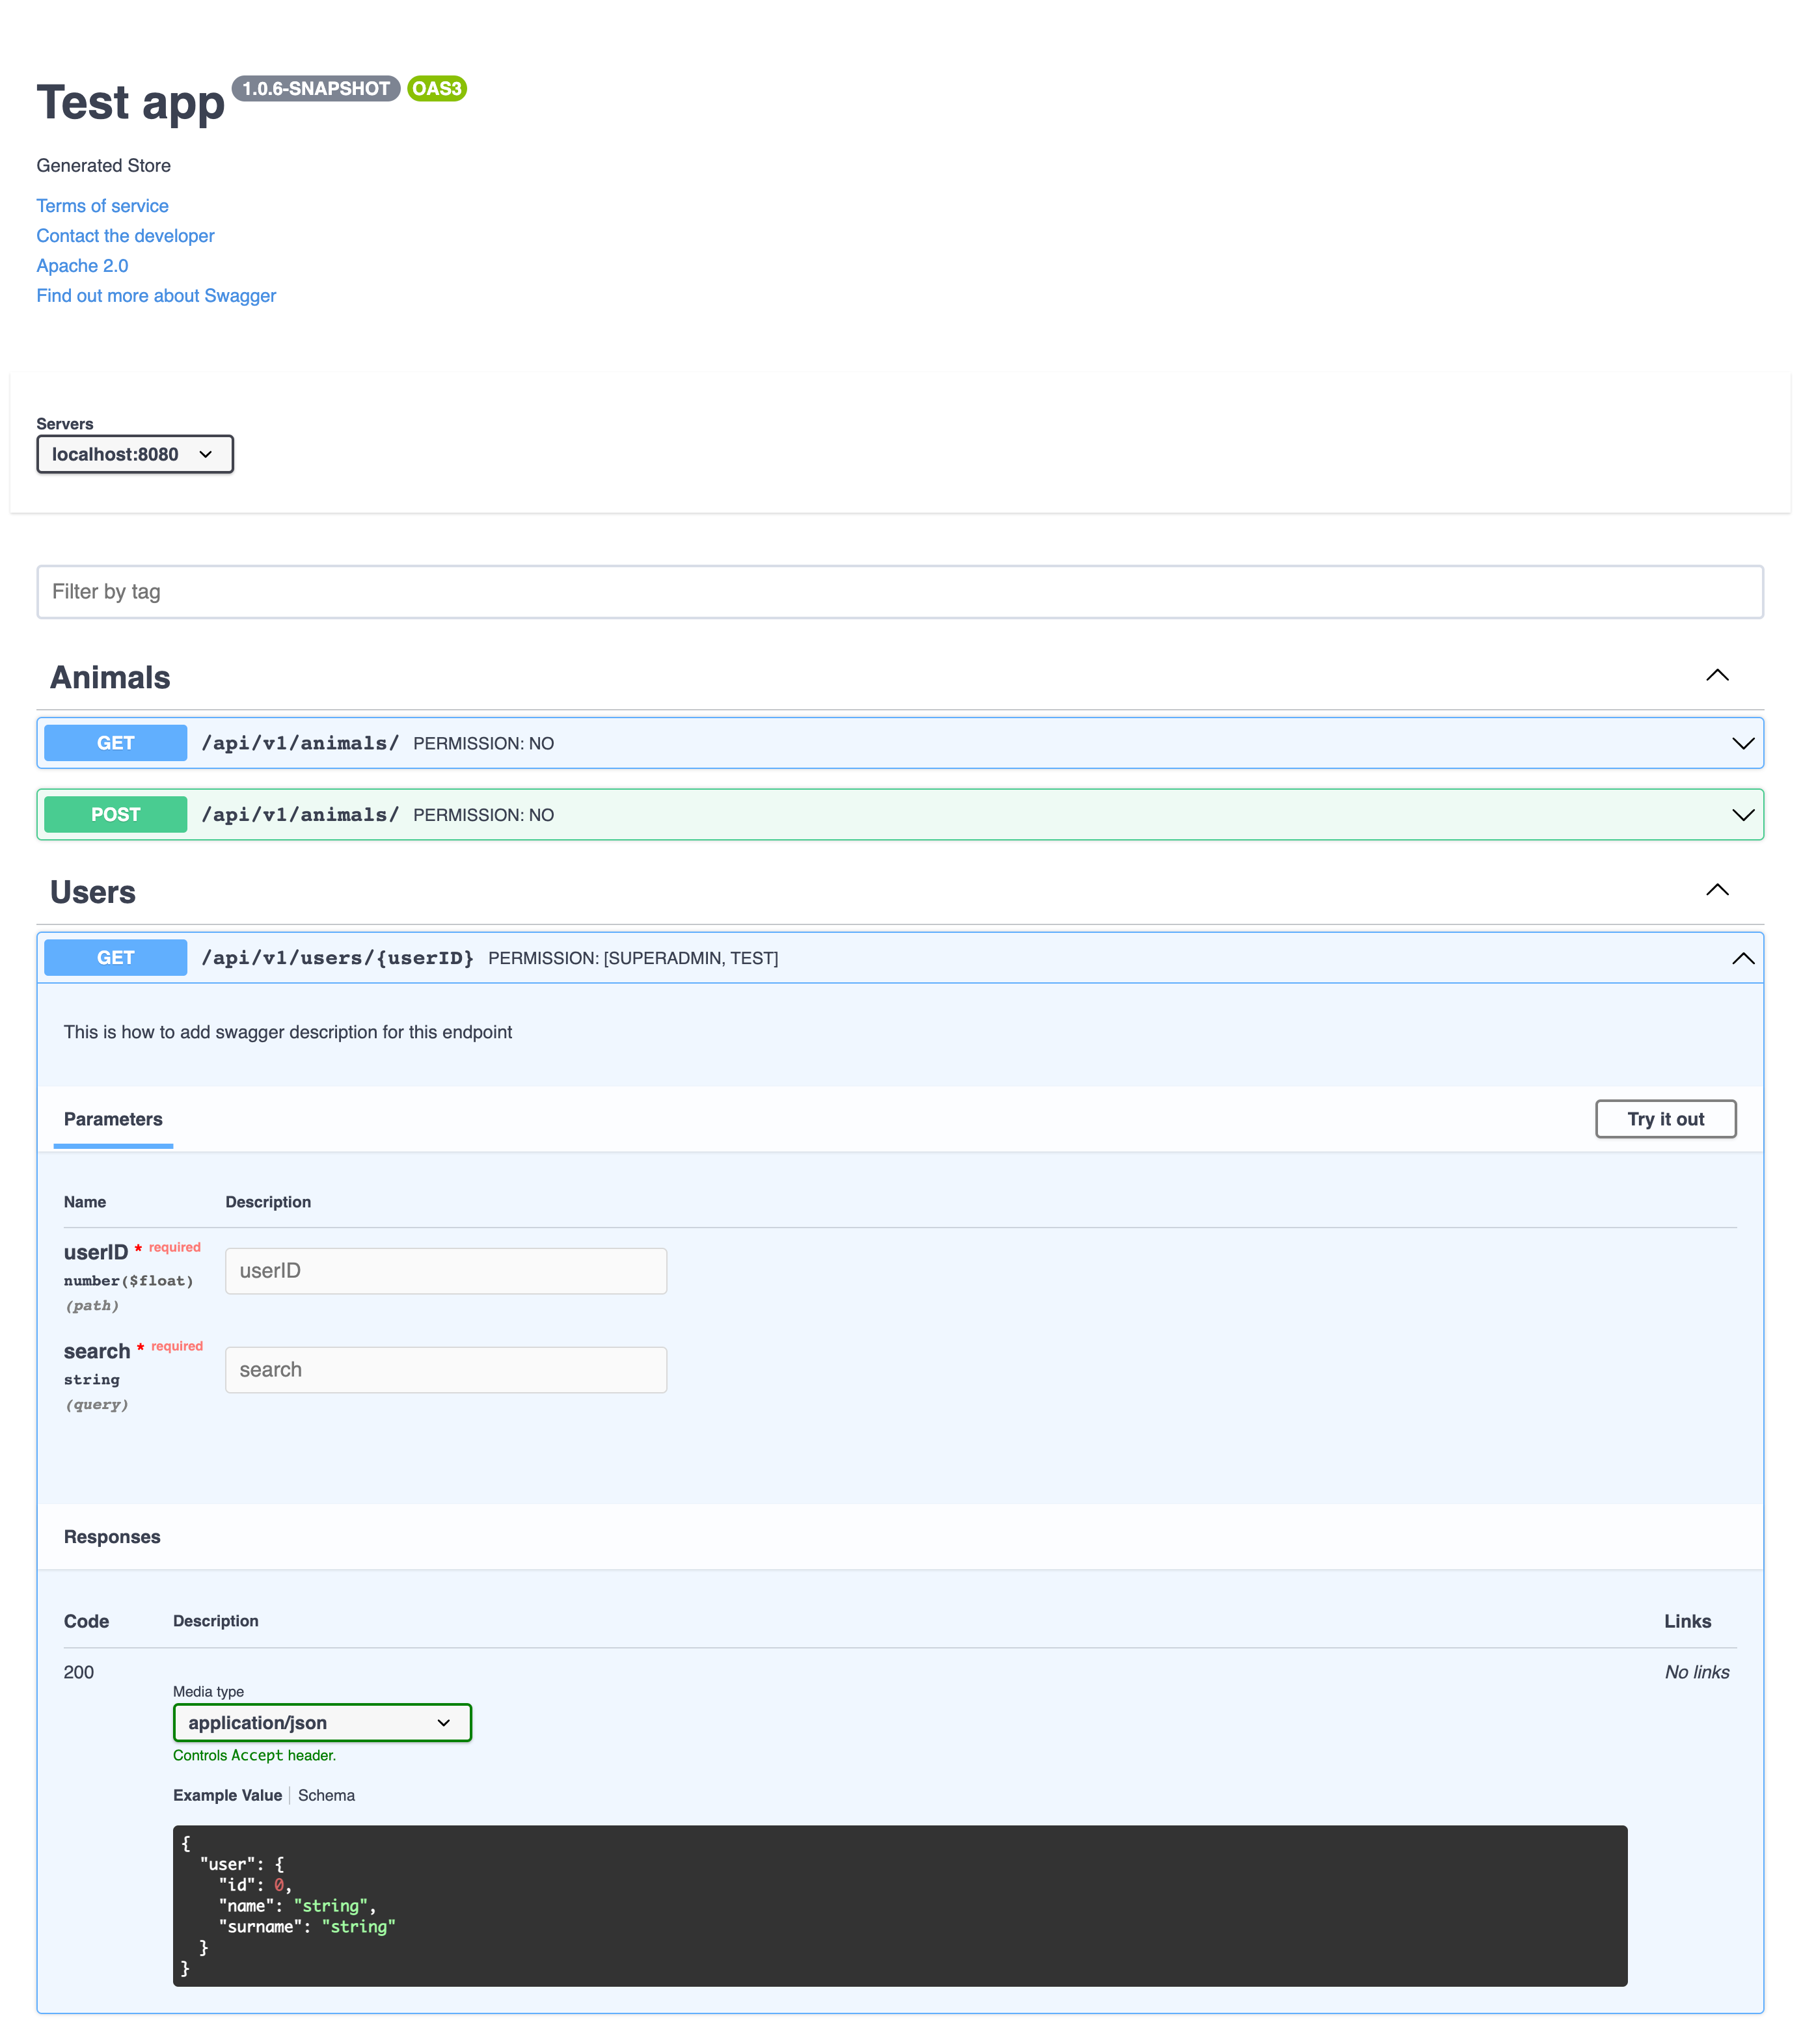 Test app 1.0.6-SNAPSHOT OAS3
Generated Store
Terms of service
Contact the developer
Apache 2.0
Find out more about Swagger
Servers
localhost:8080
Filter by tag
Animals
GET /api/v1/animals/ PERMISSION: NO
POST /api/v1/animals/ PERMISSION: NO
Users
GET /api/v1/users/{userID} PERMISSION: [SUPERADMIN, TEST]
This is how to add swagger description for this endpoint
Parameters Try it out
Name Description
userID * required
userID
number($float)
(path)
search * required
search
string
(query)
Responses
Code Description Links
200 No links
Media type
application/json
Controls Accept header.
Example Value Schema
{
  "user": {
    "id": 0,
    "name": "string",
    "surname": "string"
  }
}